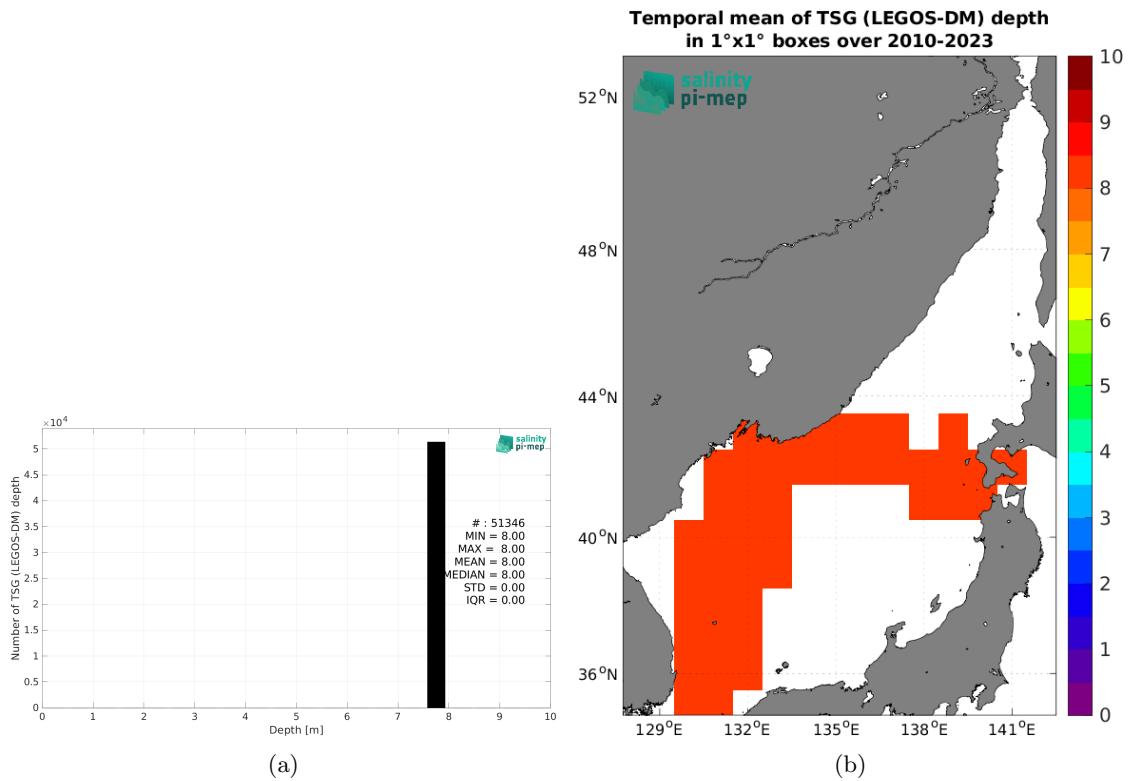 Temporal mean of TSG (LEGOS-DM) depth
in 1°x1° boxes over 2010-2023
salinity
pi-mep
52°N
48°N
44°N
40°N
36°N
129°E
132°E
135°E
138°E
141°E
10
9
8
7
6
5
4
3
2
1
0
×10⁴
5
4.5
4
3.5
3
2.5
2
1.5
1
0.5
0
Number of TSG (LEGOS-DM) depth
salinity
pi-mep
# : 51346
MIN = 8.00
MAX = 8.00
MEAN = 8.00
MEDIAN = 8.00
STD = 0.00
IQR = 0.00
0 1 2 3 4 5 6 7 8 9 10
Depth [m]
(a)
(b)